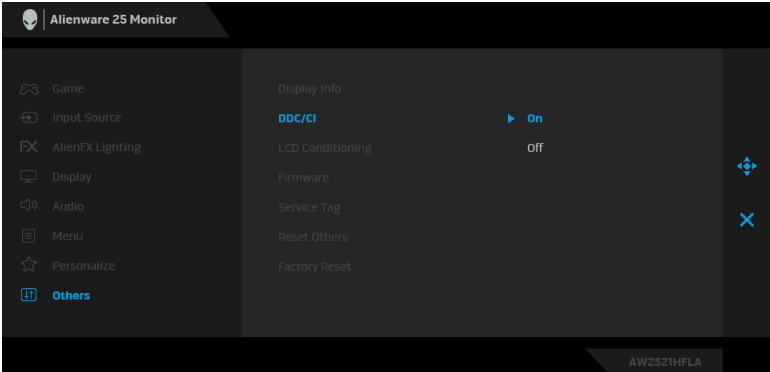 Alienware 25 Monitor
Game
Display Info
Input Source
DDC/CI
On
FX AlienFX Lighting
LCD Conditioning
Off
Display
Firmware
Audio
Service Tag
Menu
Reset Others
Personalize
Factory Reset
Others
AW2521HFLA